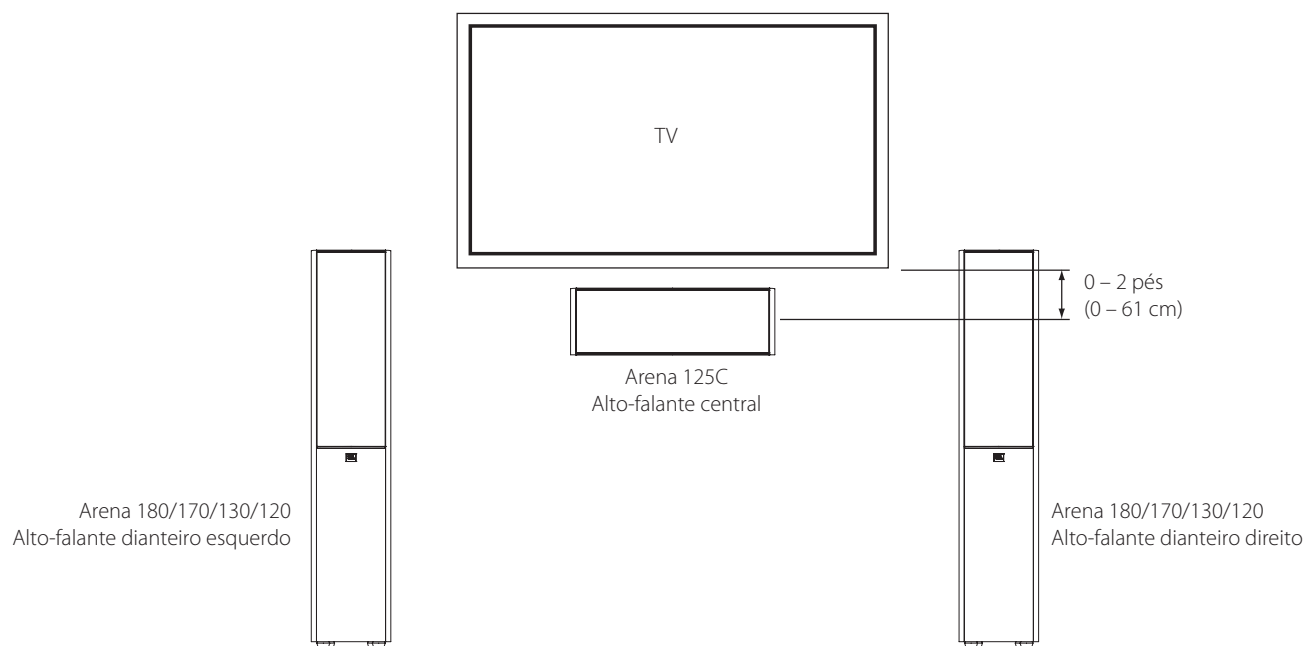 TV
0 – 2 pés
(0 – 61 cm)
Arena 125C
Alto-falante central
Arena 180/170/130/120
Alto-falante dianteiro esquerdo
Arena 180/170/130/120
Alto-falante dianteiro direito